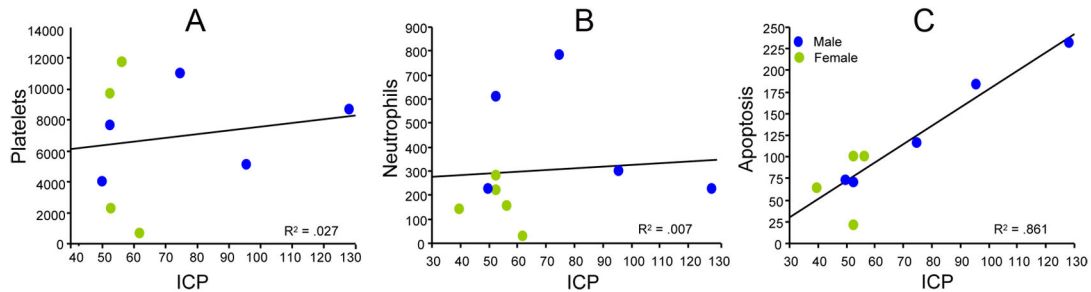 A
Platelets
14000
12000
10000
8000
6000
4000
2000
0
40 50 60 70 80 90 100 110 120 130
ICP
R² = .027
B
Neutrophils
900
800
700
600
500
400
300
200
100
0
30 40 50 60 70 80 90 100 110 120 130
ICP
R² = .007
C
Male
Female
Apoptosis
250
225
200
175
150
125
100
75
50
25
0
30 40 50 60 70 80 90 100 110 120 130
ICP
R² = .861